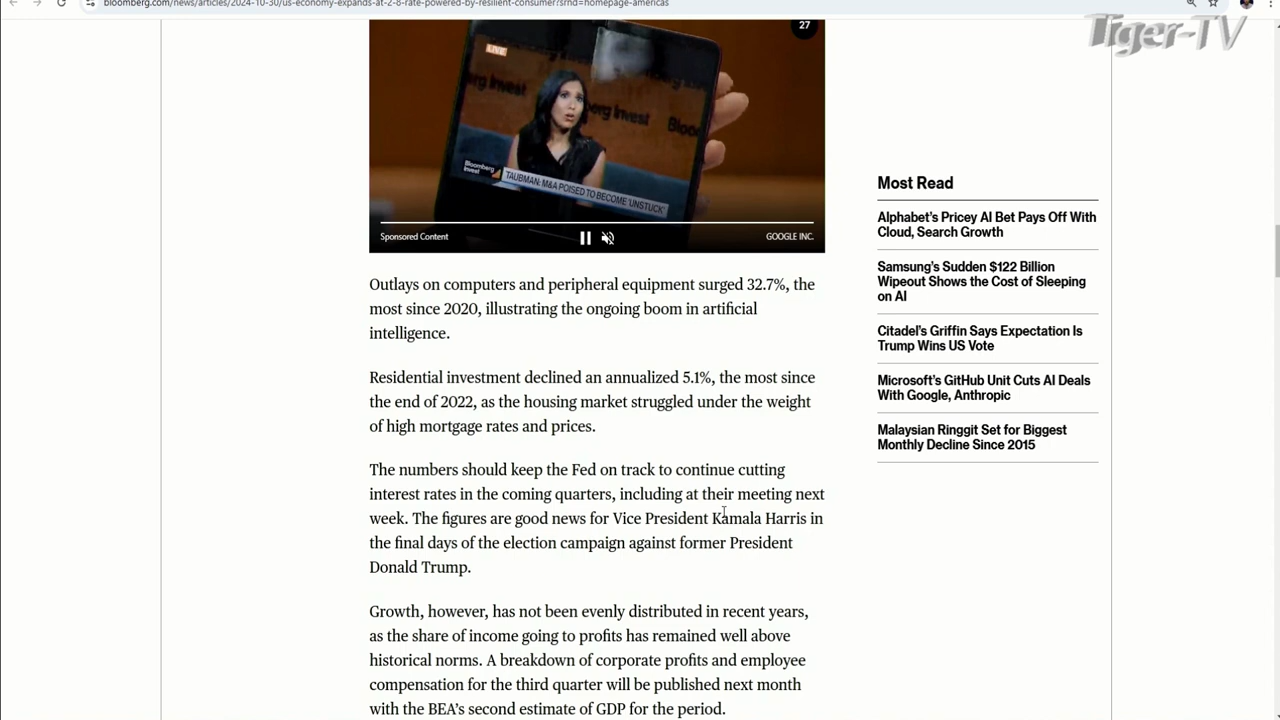 bloomberg.com/news/articles/2024-10-30/us-economy-expands-at-2-8-rate-powered-by-resilient-consumer?srnd=homepage-americas
Tiger-TV
27
LIVE
Bloomberg
Invest
TAUBMAN: M&A POISED TO BECOME 'UNSTUCK'
Sponsored Content
GOOGLE INC.
Outlays on computers and peripheral equipment surged 32.7%, the
most since 2020, illustrating the ongoing boom in artificial
intelligence.
Residential investment declined an annualized 5.1%, the most since
the end of 2022, as the housing market struggled under the weight
of high mortgage rates and prices.
The numbers should keep the Fed on track to continue cutting
interest rates in the coming quarters, including at their meeting next
week. The figures are good news for Vice President Kamala Harris in
the final days of the election campaign against former President
Donald Trump.
Growth, however, has not been evenly distributed in recent years,
as the share of income going to profits has remained well above
historical norms. A breakdown of corporate profits and employee
compensation for the third quarter will be published next month
with the BEA's second estimate of GDP for the period.
Most Read
Alphabet's Pricey AI Bet Pays Off With
Cloud, Search Growth
Samsung's Sudden $122 Billion
Wipeout Shows the Cost of Sleeping
on AI
Citadel's Griffin Says Expectation Is
Trump Wins US Vote
Microsoft's GitHub Unit Cuts AI Deals
With Google, Anthropic
Malaysian Ringgit Set for Biggest
Monthly Decline Since 2015